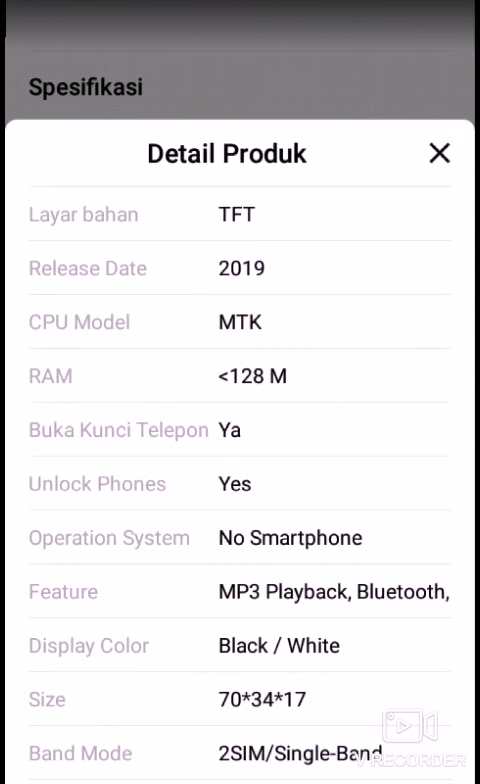 Spesifikasi
Detail Produk
Layar bahan TFT
Release Date 2019
CPU Model MTK
RAM <128 M
Buka Kunci Telepon Ya
Unlock Phones Yes
Operation System No Smartphone
Feature MP3 Playback, Bluetooth,
Display Color Black / White
Size 70*34*17
Band Mode 2SIM/Single-Band
V RECORDER